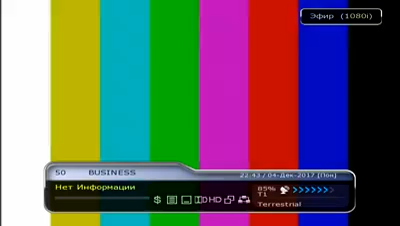 Эфир (1080i)
50 BUSINESS 22:43 / 04-Дек-2017 [Пон]
Нет Информации
85%
T1
$ HD
Terrestrial